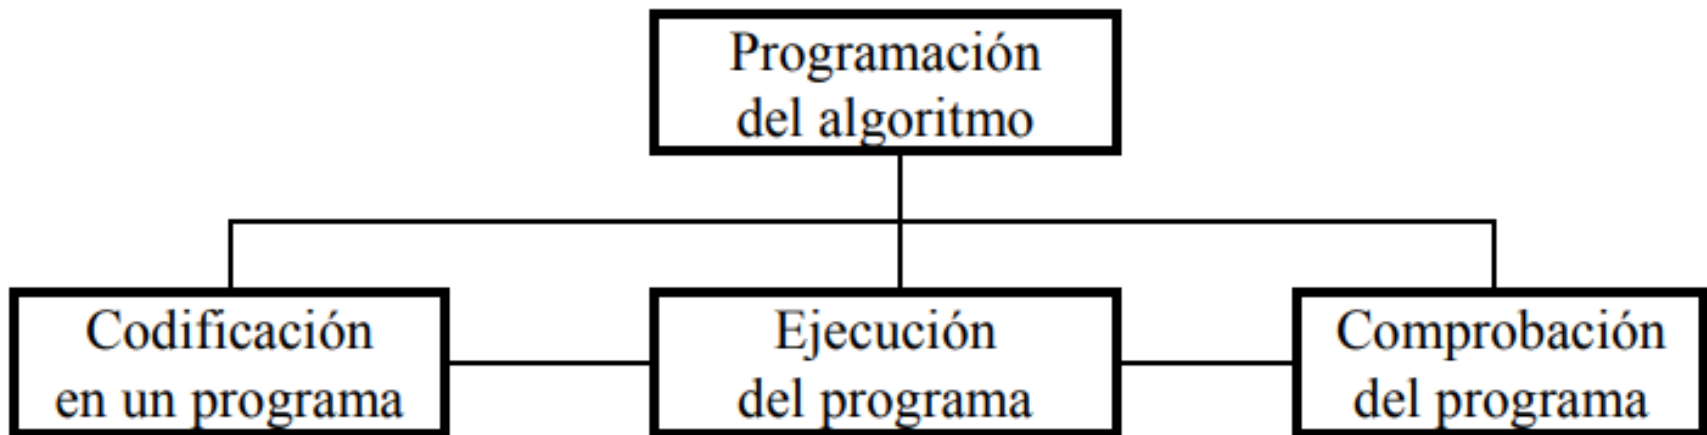 Programación
del algoritmo
Codificación
en un programa
Ejecución
del programa
Comprobación
del programa